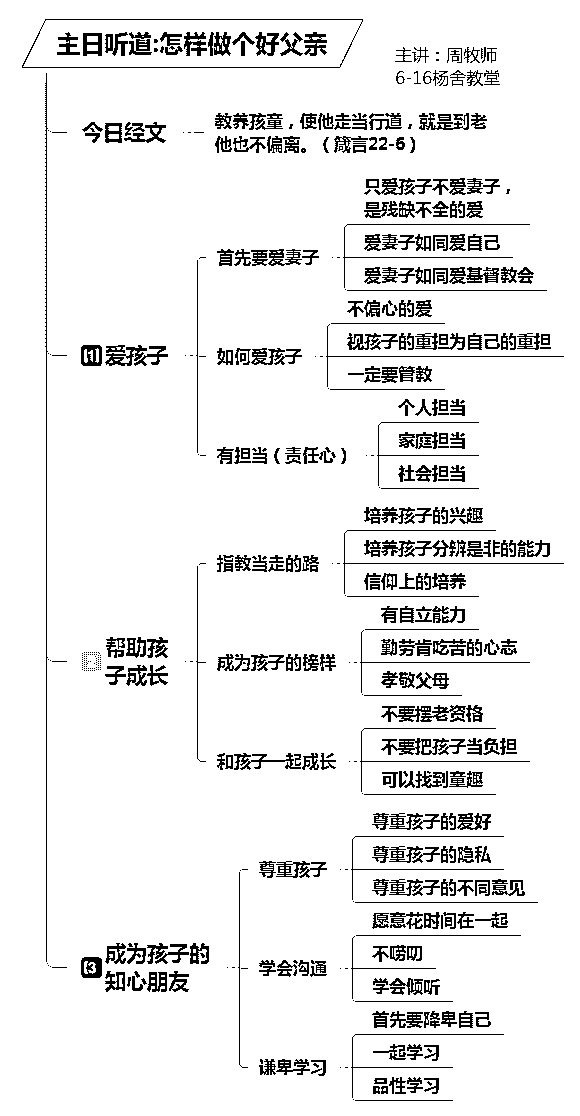 主日听道:怎样做个好父亲
主讲：周牧师
6-16杨舍教堂
今日经文
教养孩童，使他走当行道，就是到老
他也不偏离。（箴言22-6）
1 爱孩子
首先要爱妻子
只爱孩子不爱妻子，
是残缺不全的爱
爱妻子如同爱自己
爱妻子如同爱基督教会
如何爱孩子
不偏心的爱
视孩子的重担为自己的重担
一定要管教
有担当（责任心）
个人担当
家庭担当
社会担当
帮助孩
子成长
指教当走的路
培养孩子的兴趣
培养孩子分辨是非的能力
信仰上的培养
成为孩子的榜样
有自立能力
勤劳肯吃苦的心志
孝敬父母
和孩子一起成长
不要摆老资格
不要把孩子当负担
可以找到童趣
3 成为孩子的
知心朋友
尊重孩子
尊重孩子的爱好
尊重孩子的隐私
尊重孩子的不同意见
学会沟通
愿意花时间在一起
不唠叨
学会倾听
谦卑学习
首先要降卑自己
一起学习
品性学习